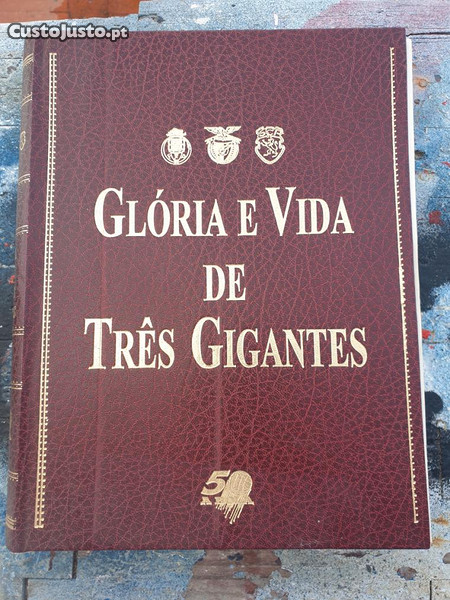 CustoJusto.pt
GLÓRIA E VIDA
DE
TRÊS GIGANTES
50